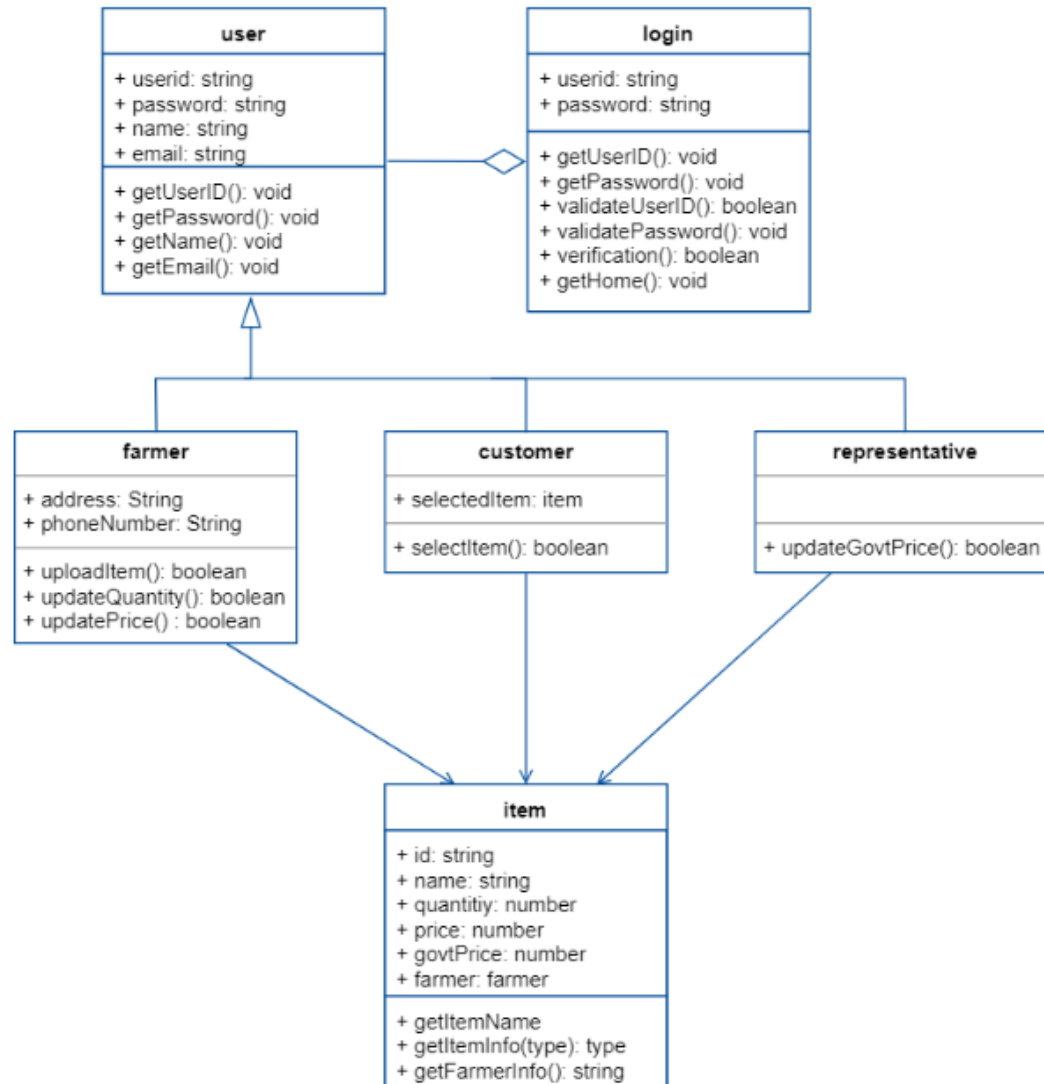 user
+ userid: string
+ password: string
+ name: string
+ email: string
+ getUserID(): void
+ getPassword(): void
+ getName(): void
+ getEmail(): void
login
+ userid: string
+ password: string
+ getUserID(): void
+ getPassword(): void
+ validateUserID(): boolean
+ validatePassword(): void
+ verification(): boolean
+ getHome(): void
farmer
+ address: String
+ phoneNumber: String
+ uploadItem(): boolean
+ updateQuantity(): boolean
+ updatePrice() : boolean
customer
+ selectedItem: item
+ selectItem(): boolean
representative
+ updateGovtPrice(): boolean
item
+ id: string
+ name: string
+ quantitiy: number
+ price: number
+ govtPrice: number
+ farmer: farmer
+ getItemName
+ getItemInfo(type): type
+ getFarmerInfo(): string